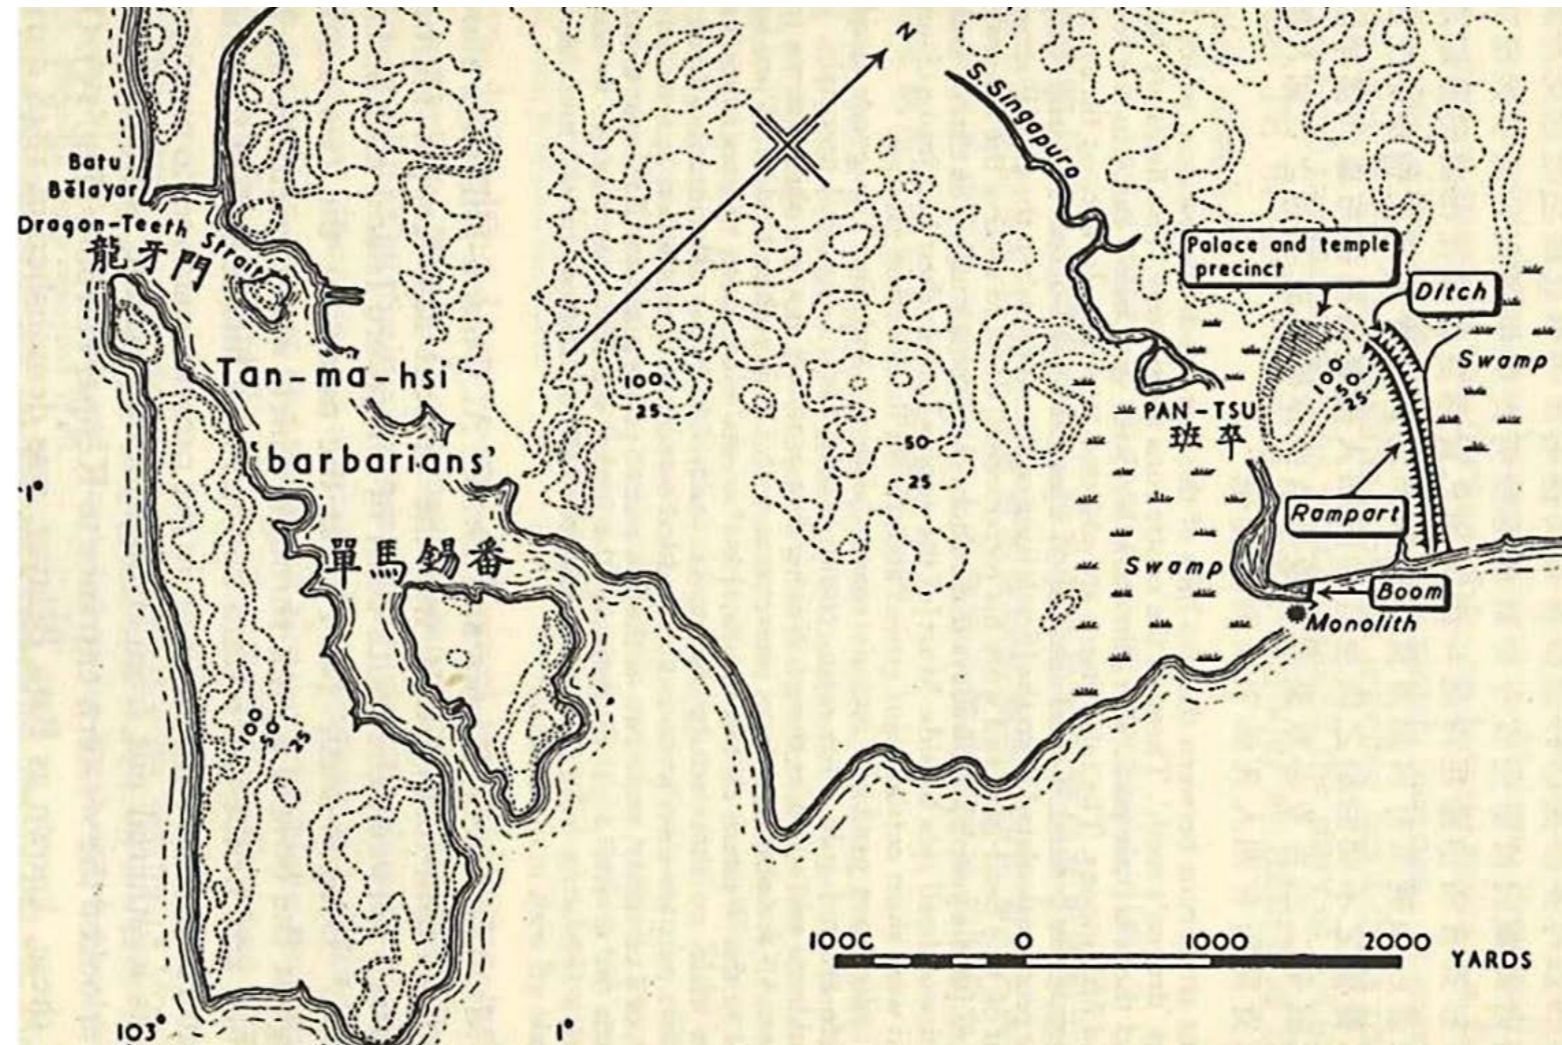 N
S. Singapura
Batu
Bĕlayar
Dragon-Teeth
Strait
龍牙門
Palace and temple
precinct
Ditch
Swamp
Tan-ma-hsi
'barbarians'
單馬錫番
100
25
50
25
PAN-TSU
班卒
100
50
25
Rampart
Swamp
Boom
Monolith
1°
100
50
25
1000
0
1000
2000
YARDS
103°
1°